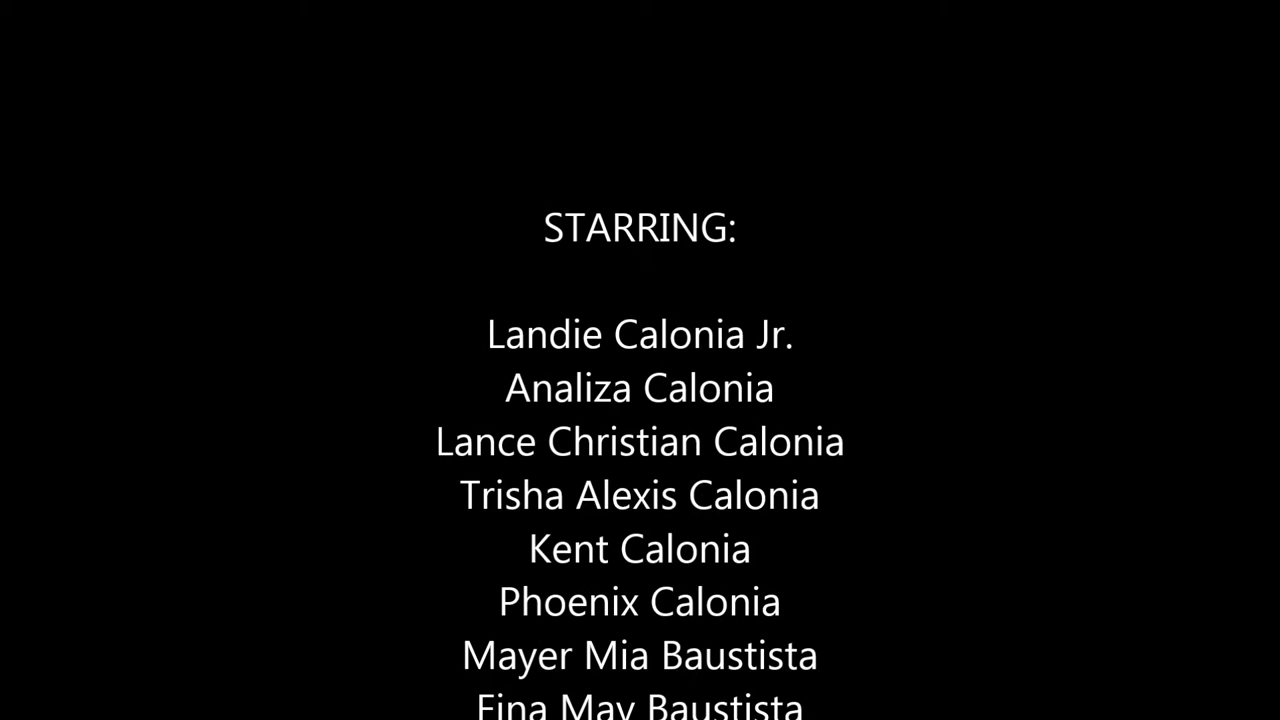 STARRING:
Landie Calonia Jr.
Analiza Calonia
Lance Christian Calonia
Trisha Alexis Calonia
Kent Calonia
Phoenix Calonia
Mayer Mia Baustista
Fina May Baustista